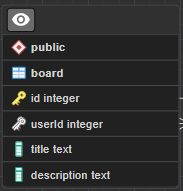 public
board
id integer
userId integer
title text
description text